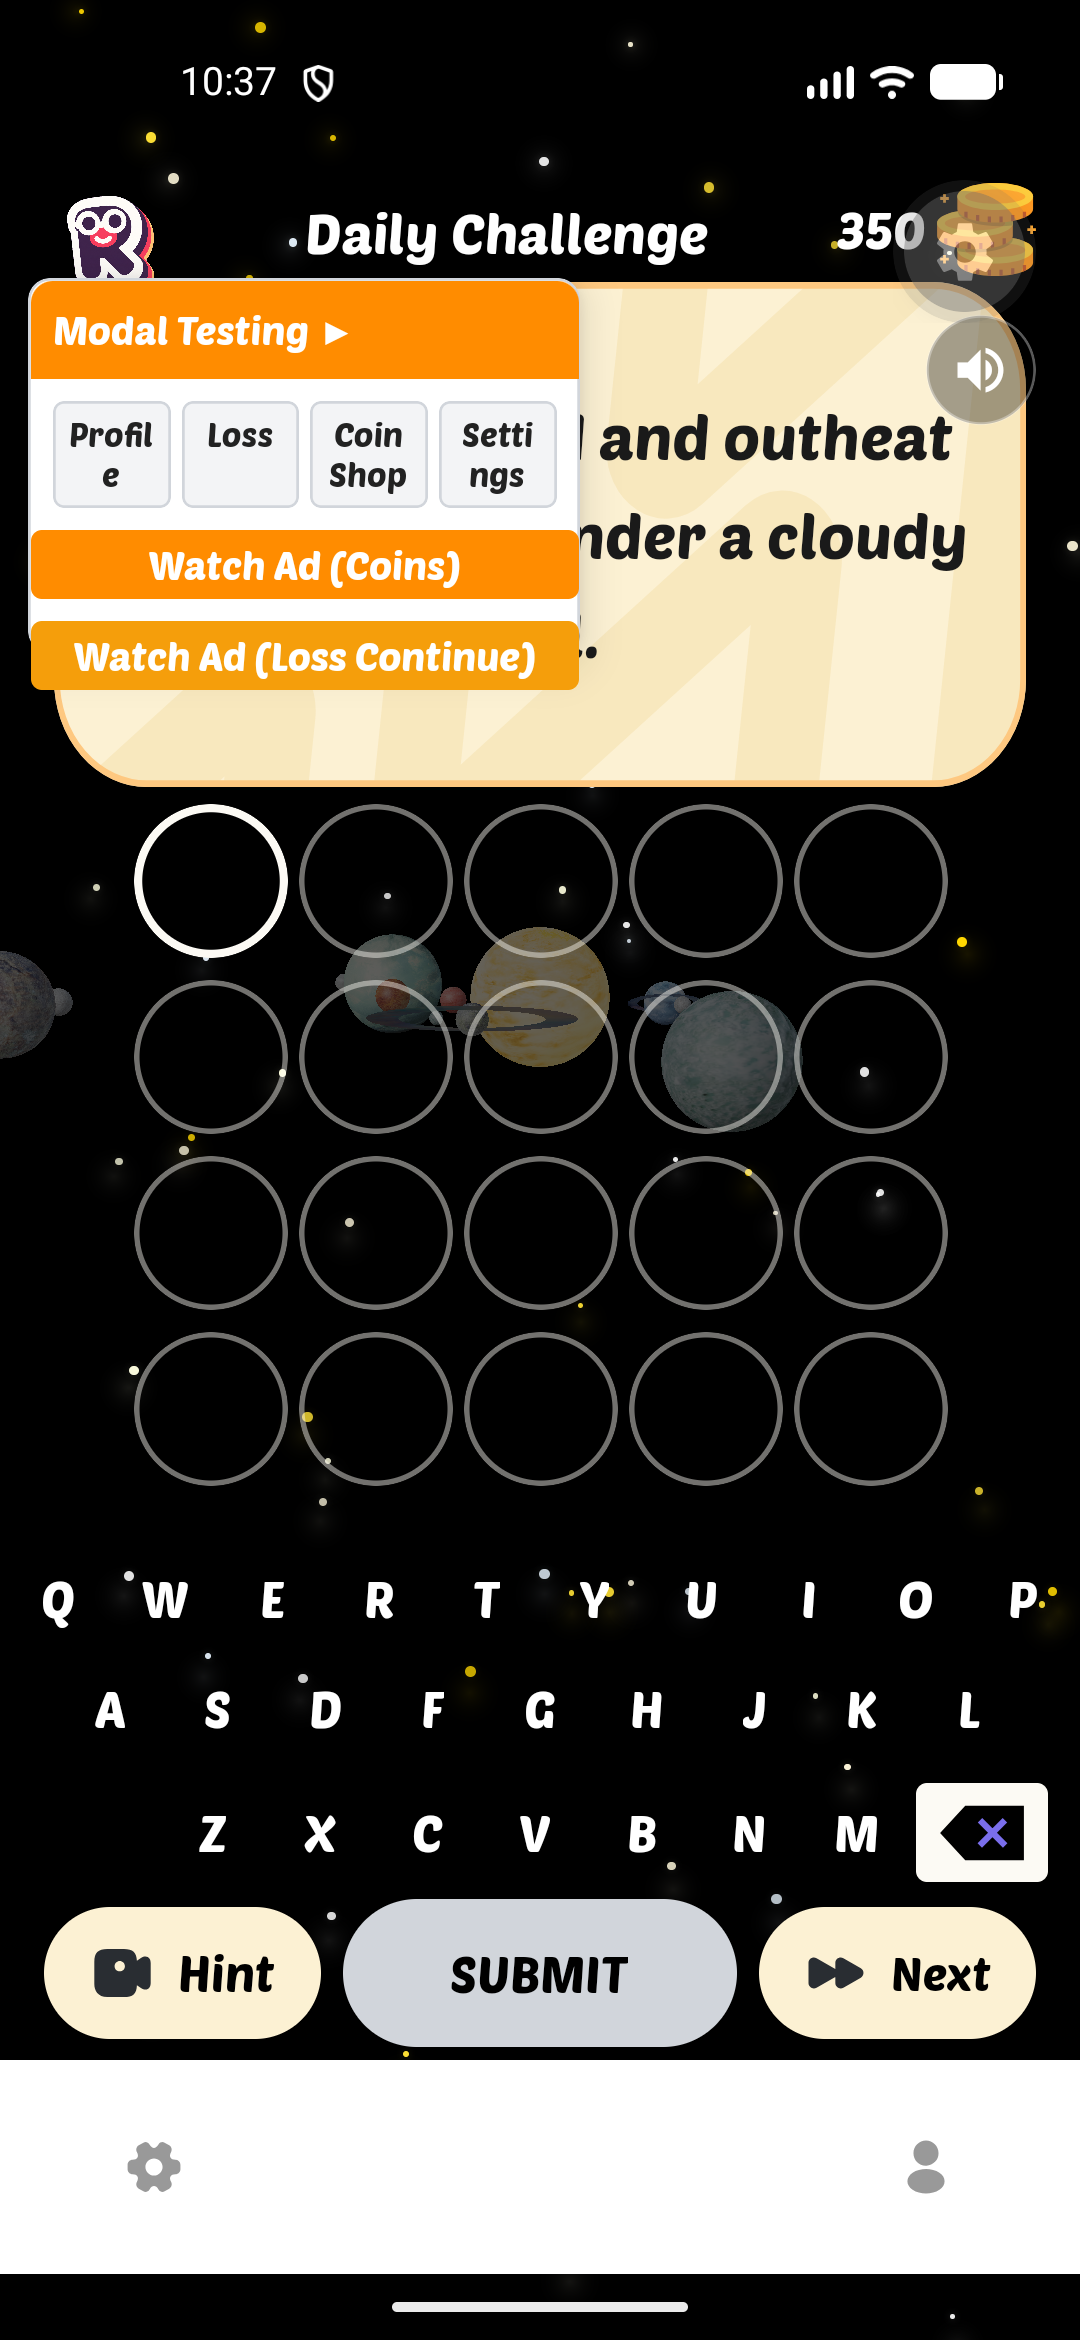 10:37
Daily Challenge
350
Modal Testing ►
Profil
e
Loss
Coin
Shop
Setti
ngs
and outheat
a cloudy
Watch Ad (Coins)
Watch Ad (Loss Continue)
Q W E R T Y U I O P
A S D F G H J K L
Z X C V B N M
Hint
SUBMIT
Next